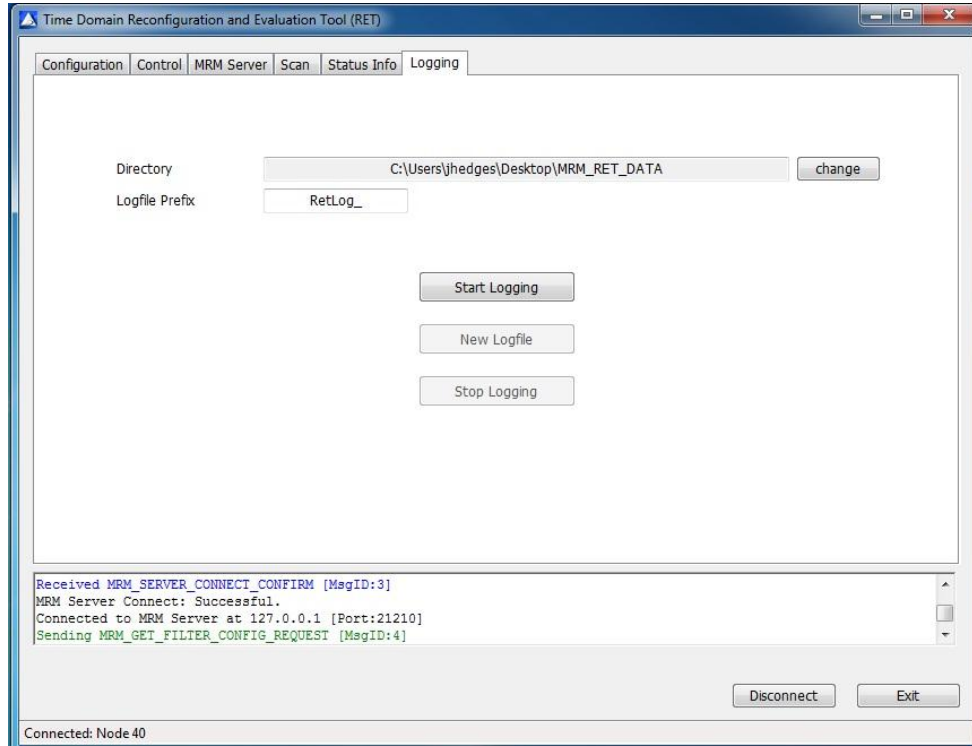 Time Domain Reconfiguration and Evaluation Tool (RET)
Configuration Control MRM Server Scan Status Info Logging
Directory C:\Users\jhedges\Desktop\MRM_RET_DATA change
Logfile Prefix RetLog_
Start Logging
New Logfile
Stop Logging
Received MRM_SERVER_CONNECT_CONFIRM [MsgID:3]
MRM Server Connect: Successful.
Connected to MRM Server at 127.0.0.1 [Port:21210]
Sending MRM_GET_FILTER_CONFIG_REQUEST [MsgID:4]
Disconnect Exit
Connected: Node 40